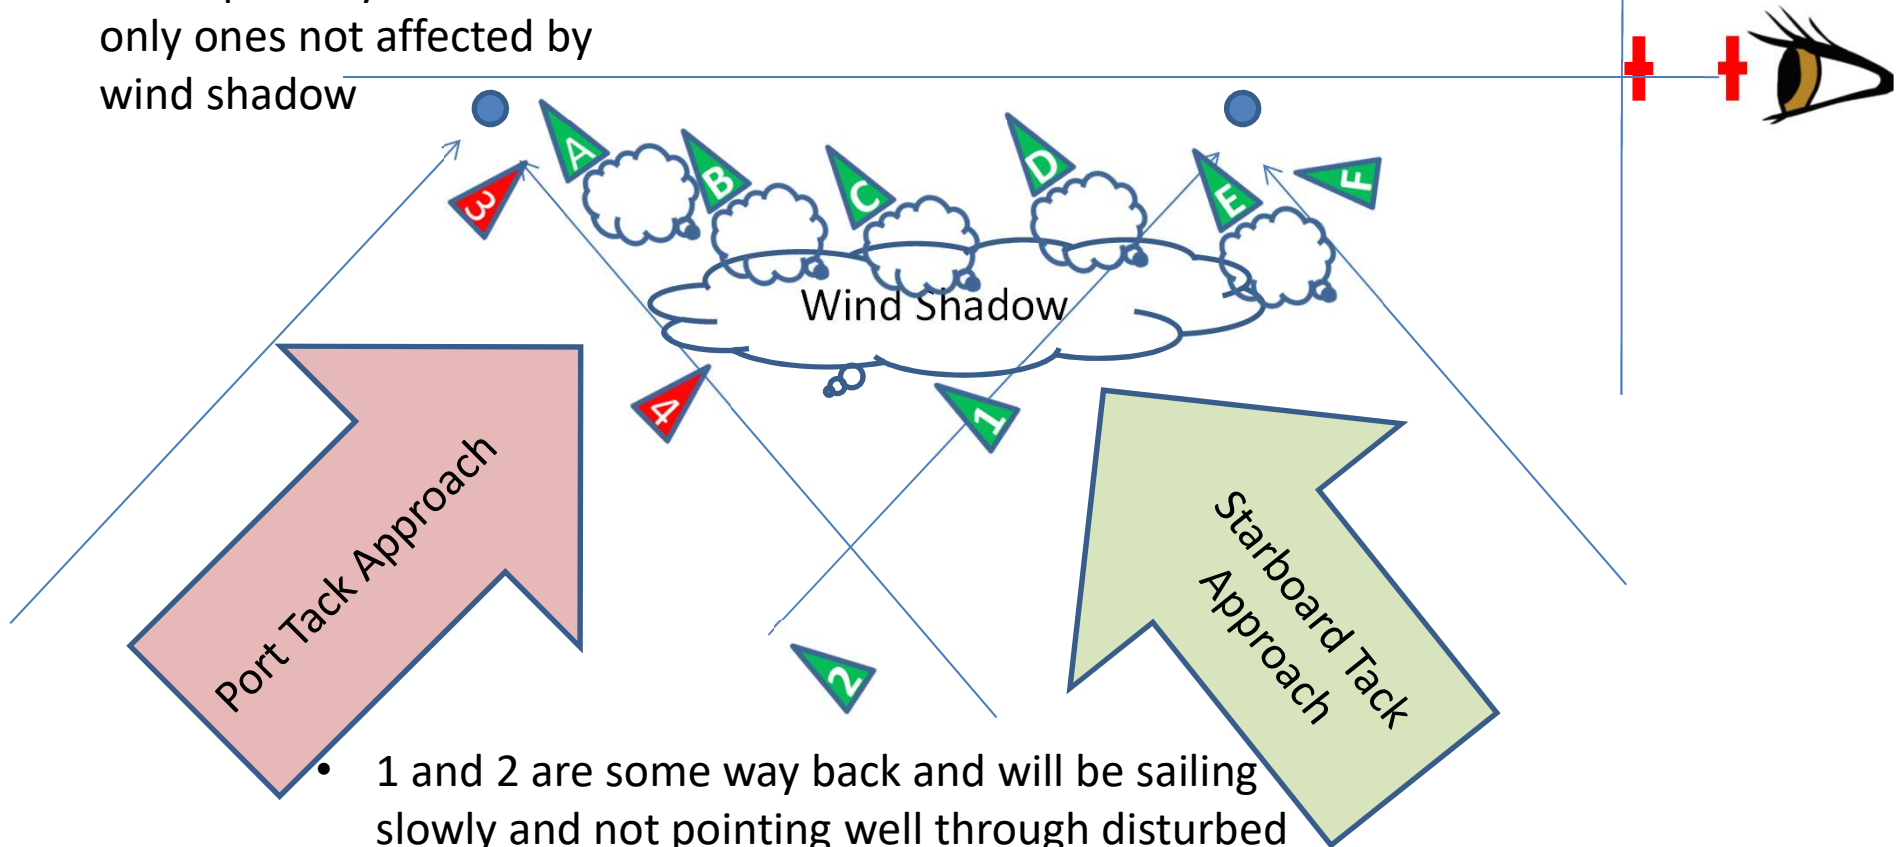 only ones not affected by
wind shadow
A
B
C
D
E
F
3
Wind Shadow
4
1
Port Tack Approach
Starboard Tack
Approach
2
• 1 and 2 are some way back and will be sailing
slowly and not pointing well through disturbed